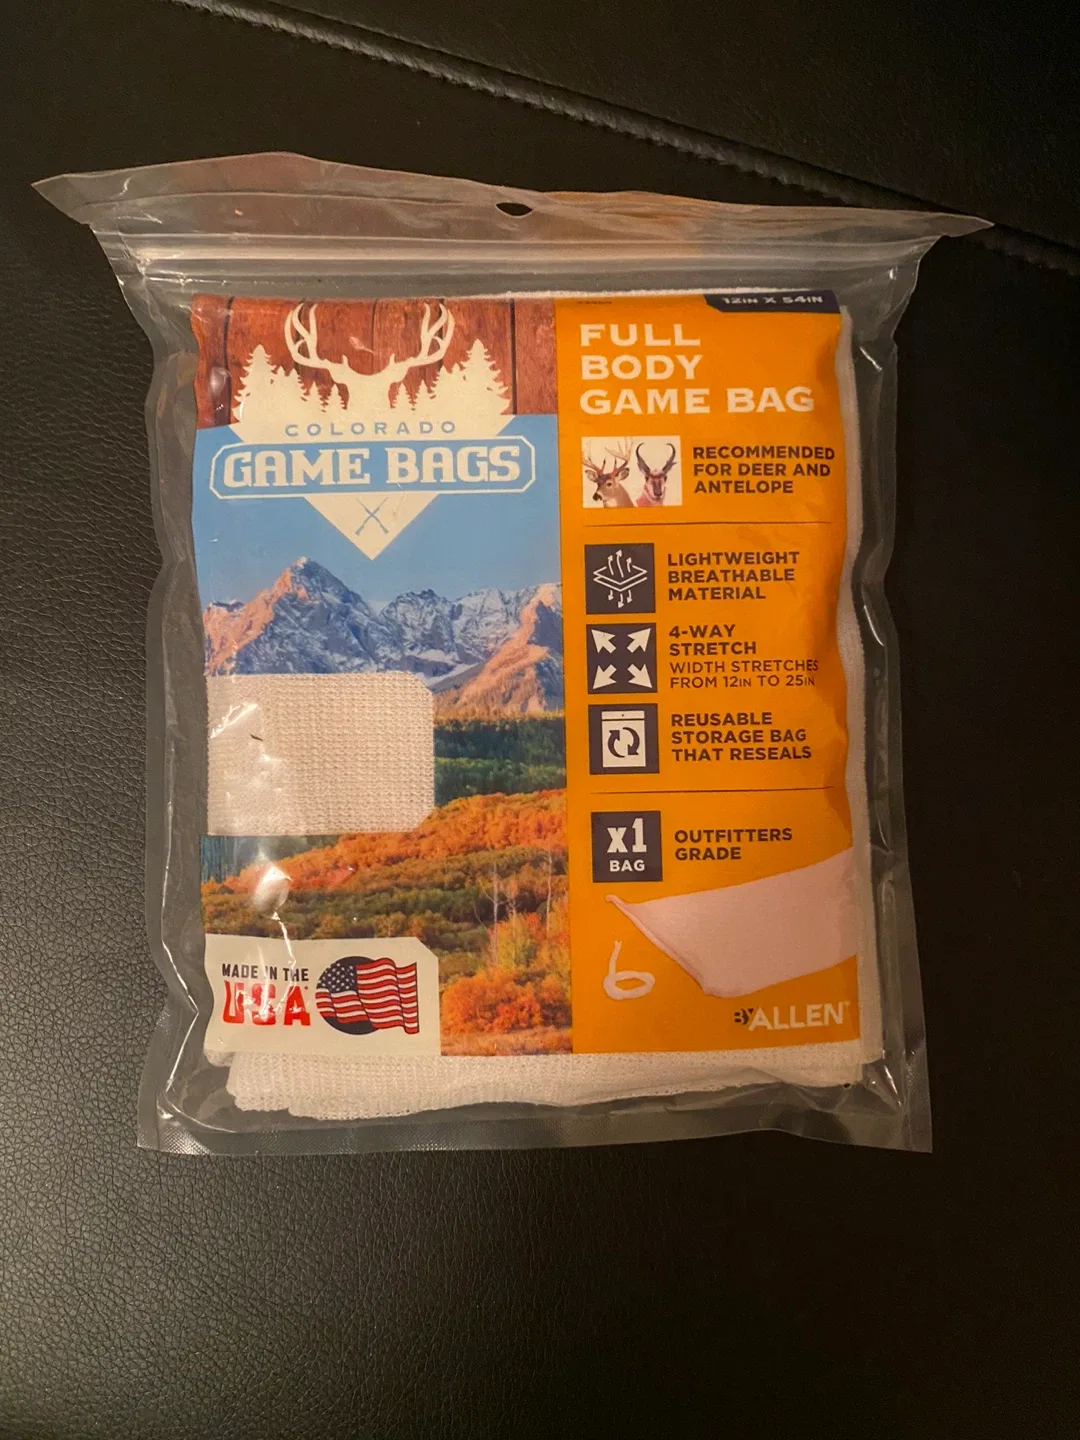 12IN X 54IN
COLORADO
GAME BAGS
FULL
BODY
GAME BAG
RECOMMENDED
FOR DEER AND
ANTELOPE
LIGHTWEIGHT
BREATHABLE
MATERIAL
4-WAY
STRETCH
WIDTH STRETCHES
FROM 12IN TO 25IN
REUSABLE
STORAGE BAG
THAT RESEALS
X1
BAG
OUTFITTERS
GRADE
MADE IN THE
USA
BY ALLEN